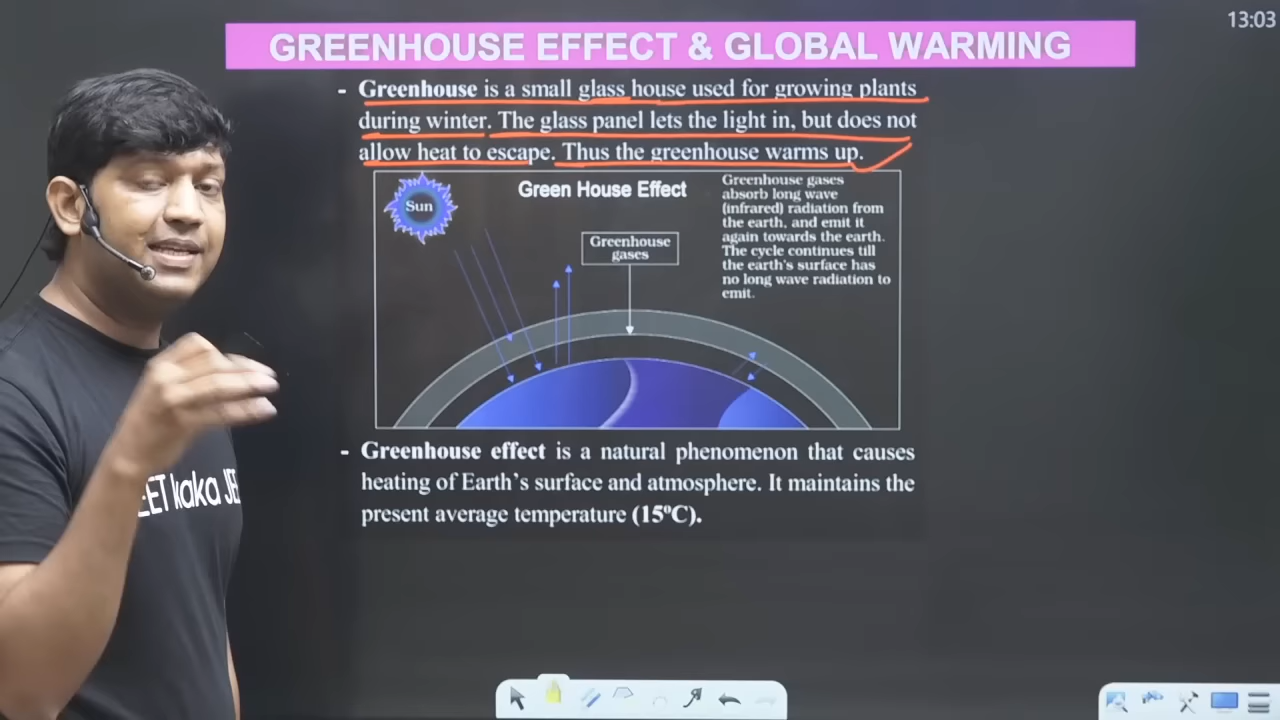 13:03
GREENHOUSE EFFECT & GLOBAL WARMING
- Greenhouse is a small glass house used for growing plants
during winter. The glass panel lets the light in, but does not
allow heat to escape. Thus the greenhouse warms up.
Sun
Green House Effect
Greenhouse
gases
Greenhouse gases
absorb long wave
(infrared) radiation from
the earth, and emit it
again towards the earth.
The cycle continues till
the earth's surface has
no long wave radiation to
emit.
- Greenhouse effect is a natural phenomenon that causes
heating of Earth's surface and atmosphere. It maintains the
present average temperature (15ºC).
EET kaka JEE